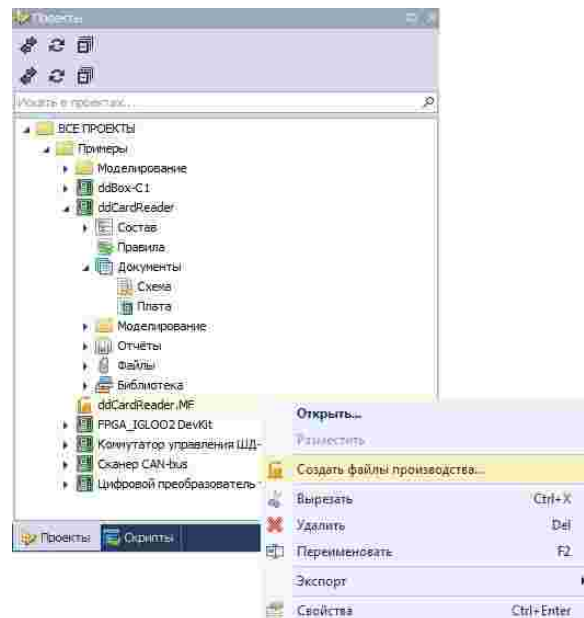 Проекты
Искать в проектах...
ВСЕ ПРОЕКТЫ
Примеры
Моделирование
ddBox-C1
ddCardReader
Состав
Правила
Документы
Схема
Плата
Моделирование
Отчёты
Файлы
Библиотека
ddCardReader.MF
FPGA_IGLOO2 DevKit
Коммутатор управления ШД-
Сканер CAN-bus
Цифровой преобразователь
Проекты
Скрипты
Открыть...
Разместить
Создать файлы производства...
Вырезать Ctrl+X
Удалить Del
Переименовать F2
Экспорт
Свойства Ctrl+Enter